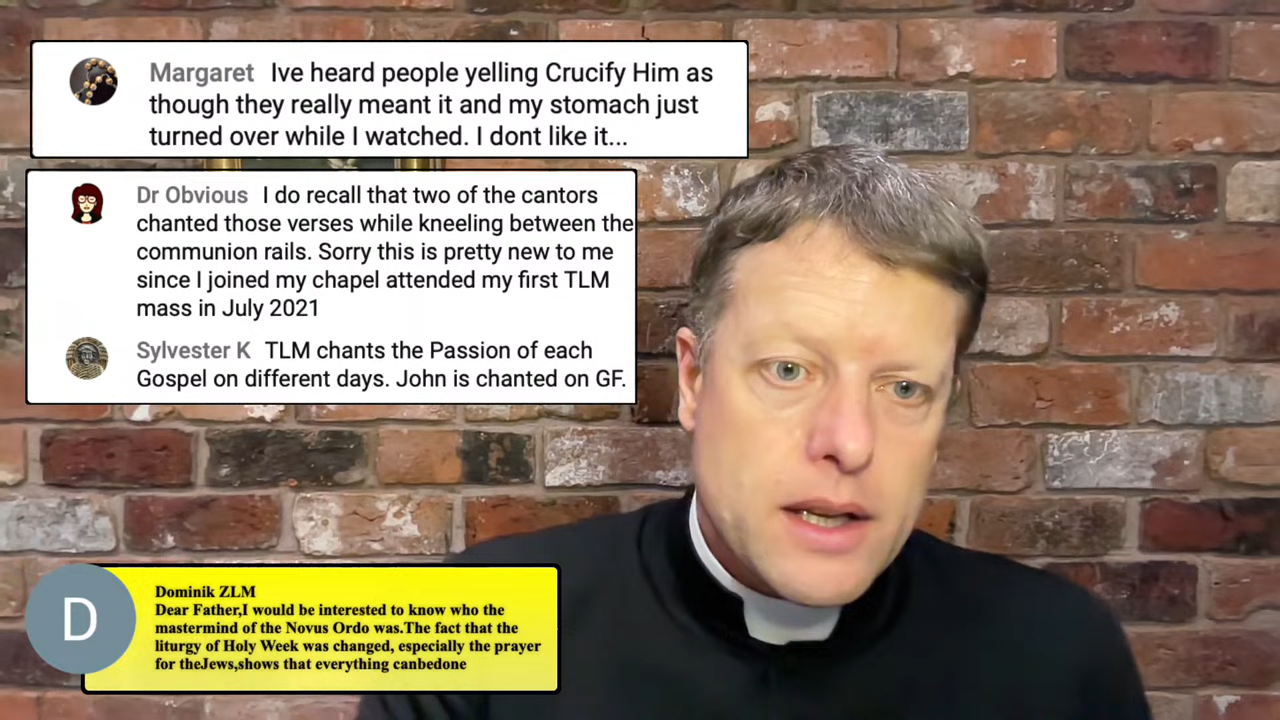 Margaret Ive heard people yelling Crucify Him as
though they really meant it and my stomach just
turned over while I watched. I dont like it...
Dr Obvious I do recall that two of the cantors
chanted those verses while kneeling between the
communion rails. Sorry this is pretty new to me
since I joined my chapel attended my first TLM
mass in July 2021
Sylvester K TLM chants the Passion of each
Gospel on different days. John is chanted on GF.
D
Dominik ZLM
Dear Father,I would be interested to know who the
mastermind of the Novus Ordo was.The fact that the
liturgy of Holy Week was changed, especially the prayer
for theJews,shows that everything canbedone